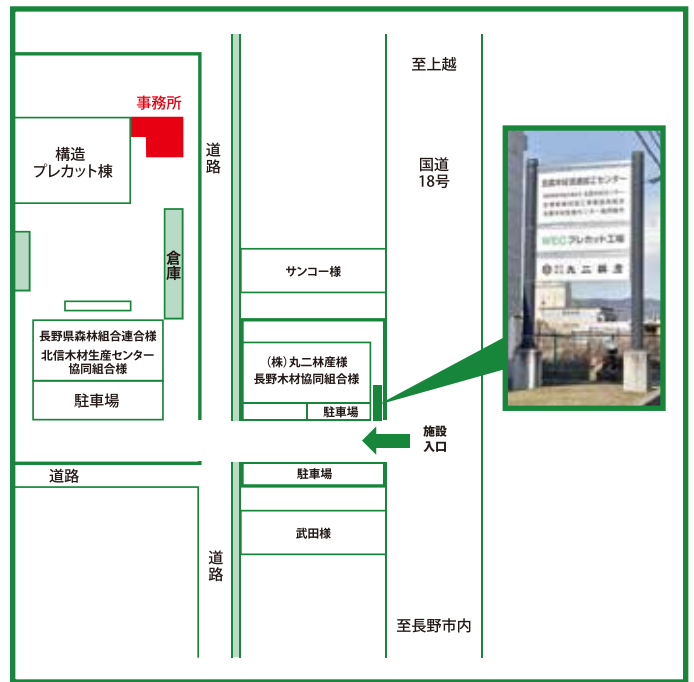 至上越
事務所
構造
プレカット棟
道路
国道
18号
倉庫
サンコー様
長野県森林組合連合様
北信木材生産センター
協同組合様
駐車場
(株)丸二林産様
長野木材協同組合様
駐車場
施設
入口
道路
駐車場
武田様
道路
至長野市内
プレカット工場
丸二林産